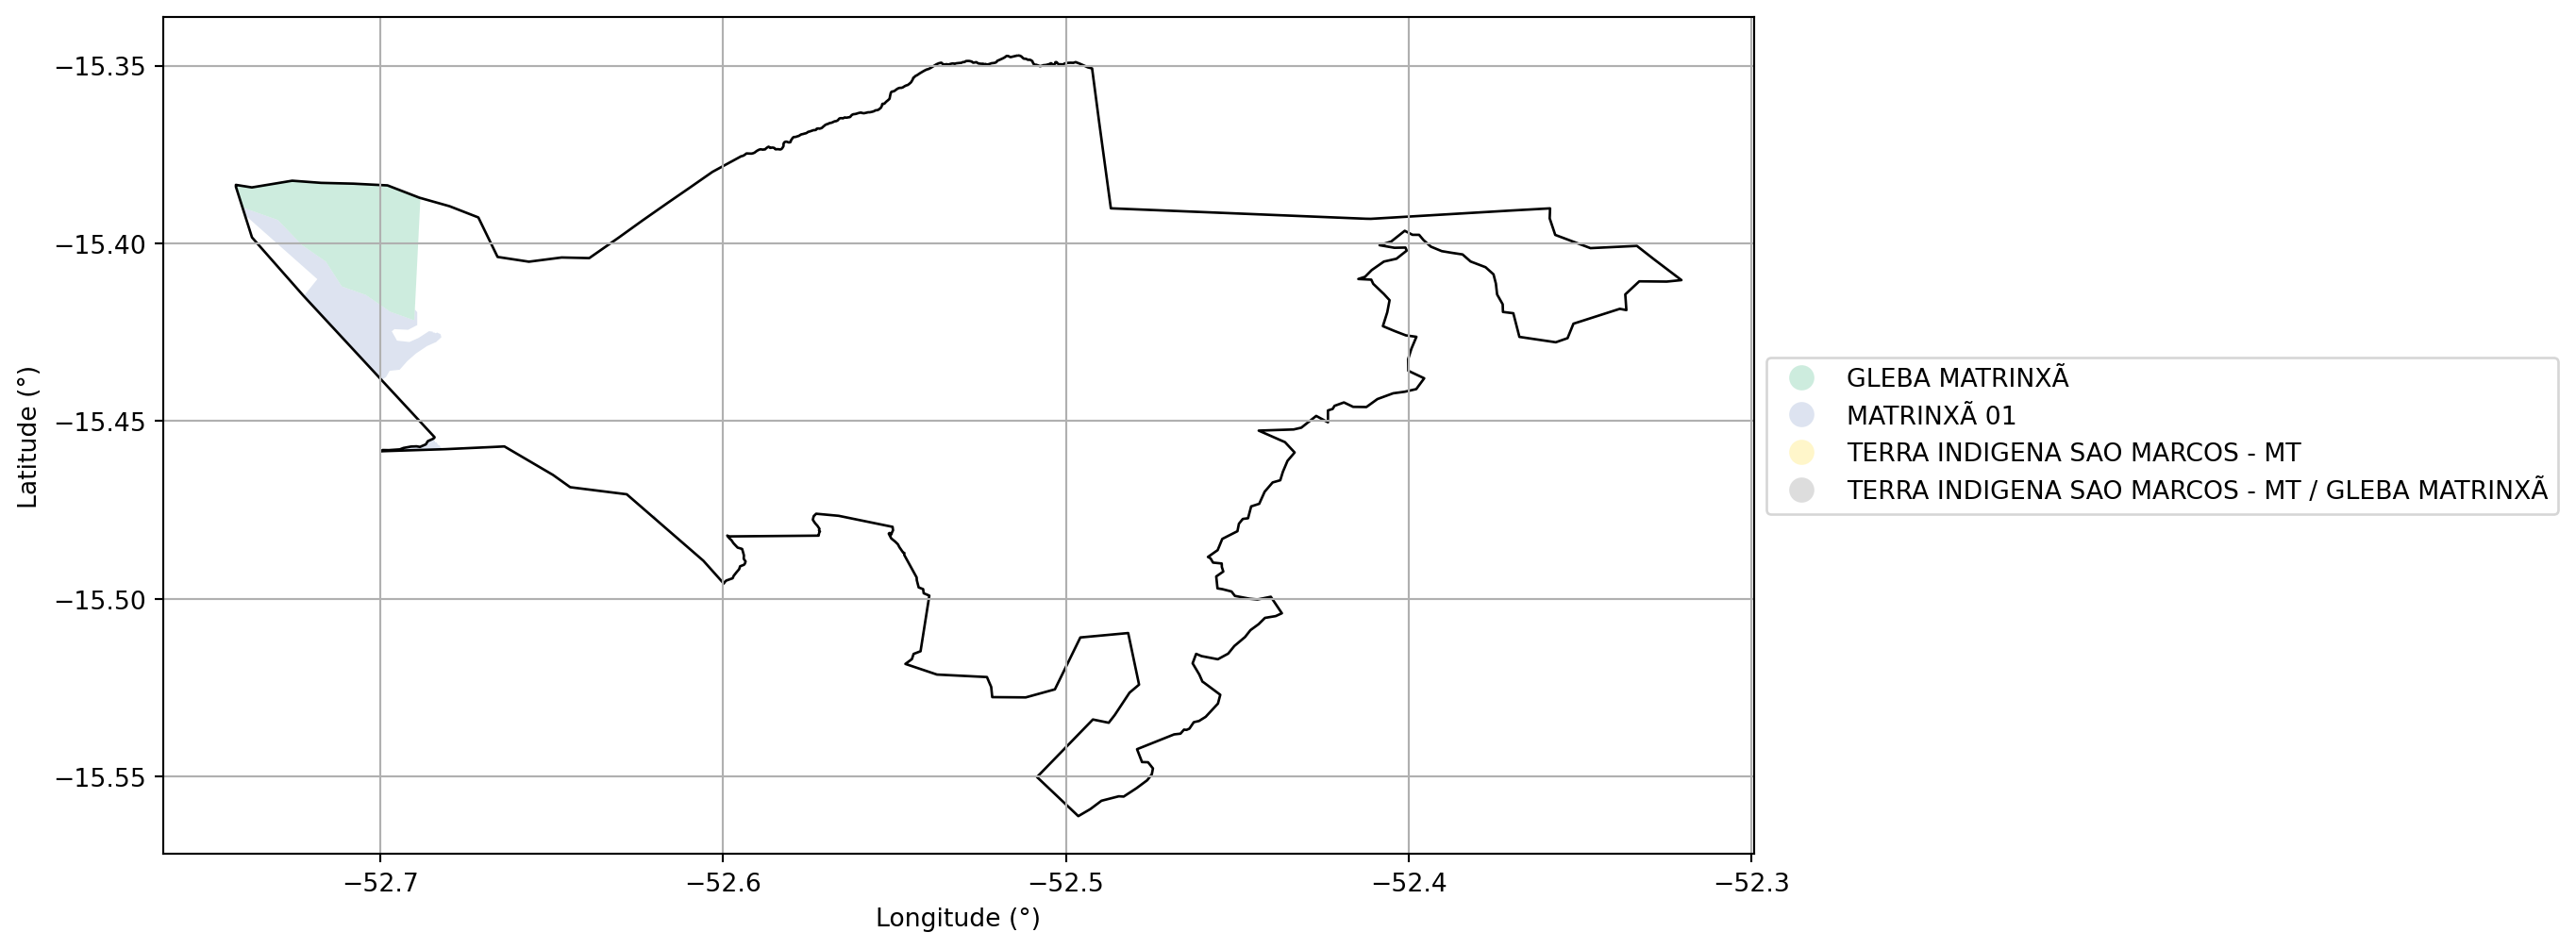 −15.35
−15.40
−15.45
−15.50
−15.55
Latitude (°)
−52.7
−52.6
−52.5
−52.4
−52.3
Longitude (°)
GLEBA MATRINXÃ
MATRINXÃ 01
TERRA INDIGENA SAO MARCOS - MT
TERRA INDIGENA SAO MARCOS - MT / GLEBA MATRINXÃ